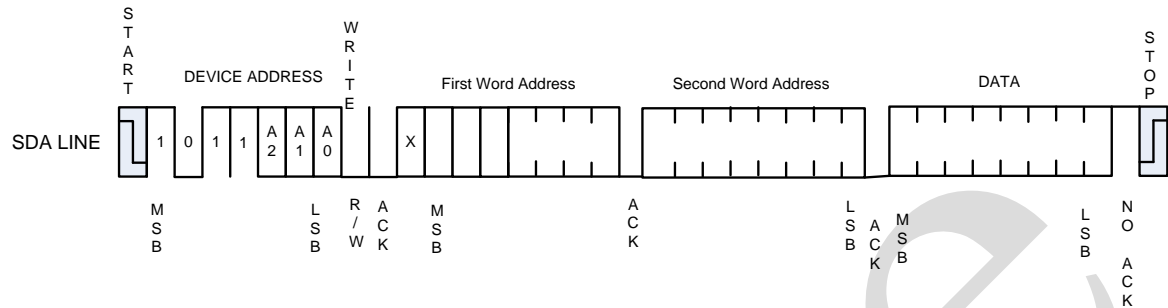 START
WRITE
STOP
DEVICE ADDRESS
First Word Address
Second Word Address
DATA
SDA LINE
1 0 1 1 A2 A1 A0 X
MSB
LSB
R/W
ACK
MSB
ACK
LSB
ACK
MSB
LSB
NO ACK